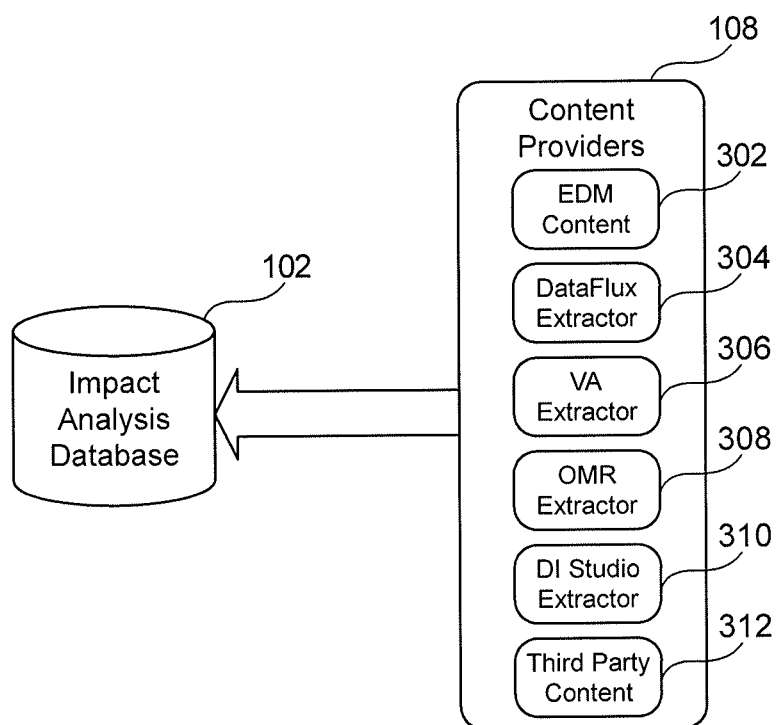 108
Content
Providers
302
EDM
Content
304
DataFlux
Extractor
102
306
VA
Extractor
Impact
Analysis
Database
308
OMR
Extractor
310
DI Studio
Extractor
312
Third Party
Content